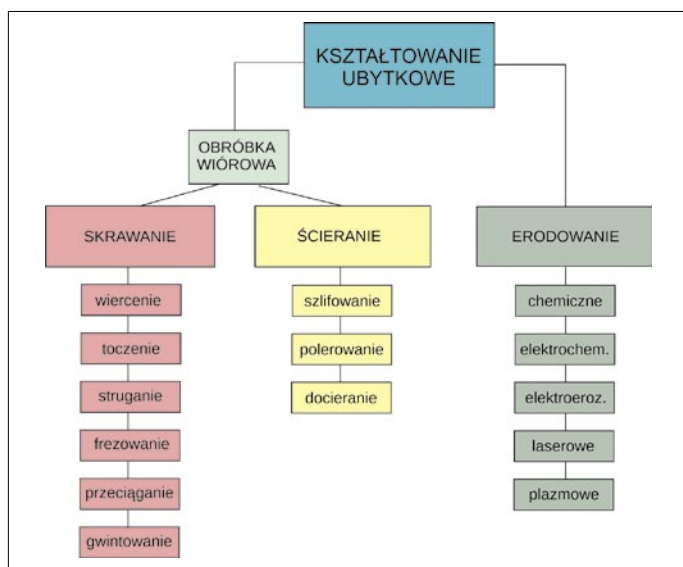 KSZTAŁTOWANIE
UBYTKOWE
OBRÓBKA
WIÓROWA
SKRAWANIE
ŚCIERANIE
ERODOWANIE
wiercenie
toczenie
struganie
frezowanie
przeciąganie
gwintowanie
szlifowanie
polerowanie
docieranie
chemiczne
elektrochem.
elektroeroz.
laserowe
plazmowe